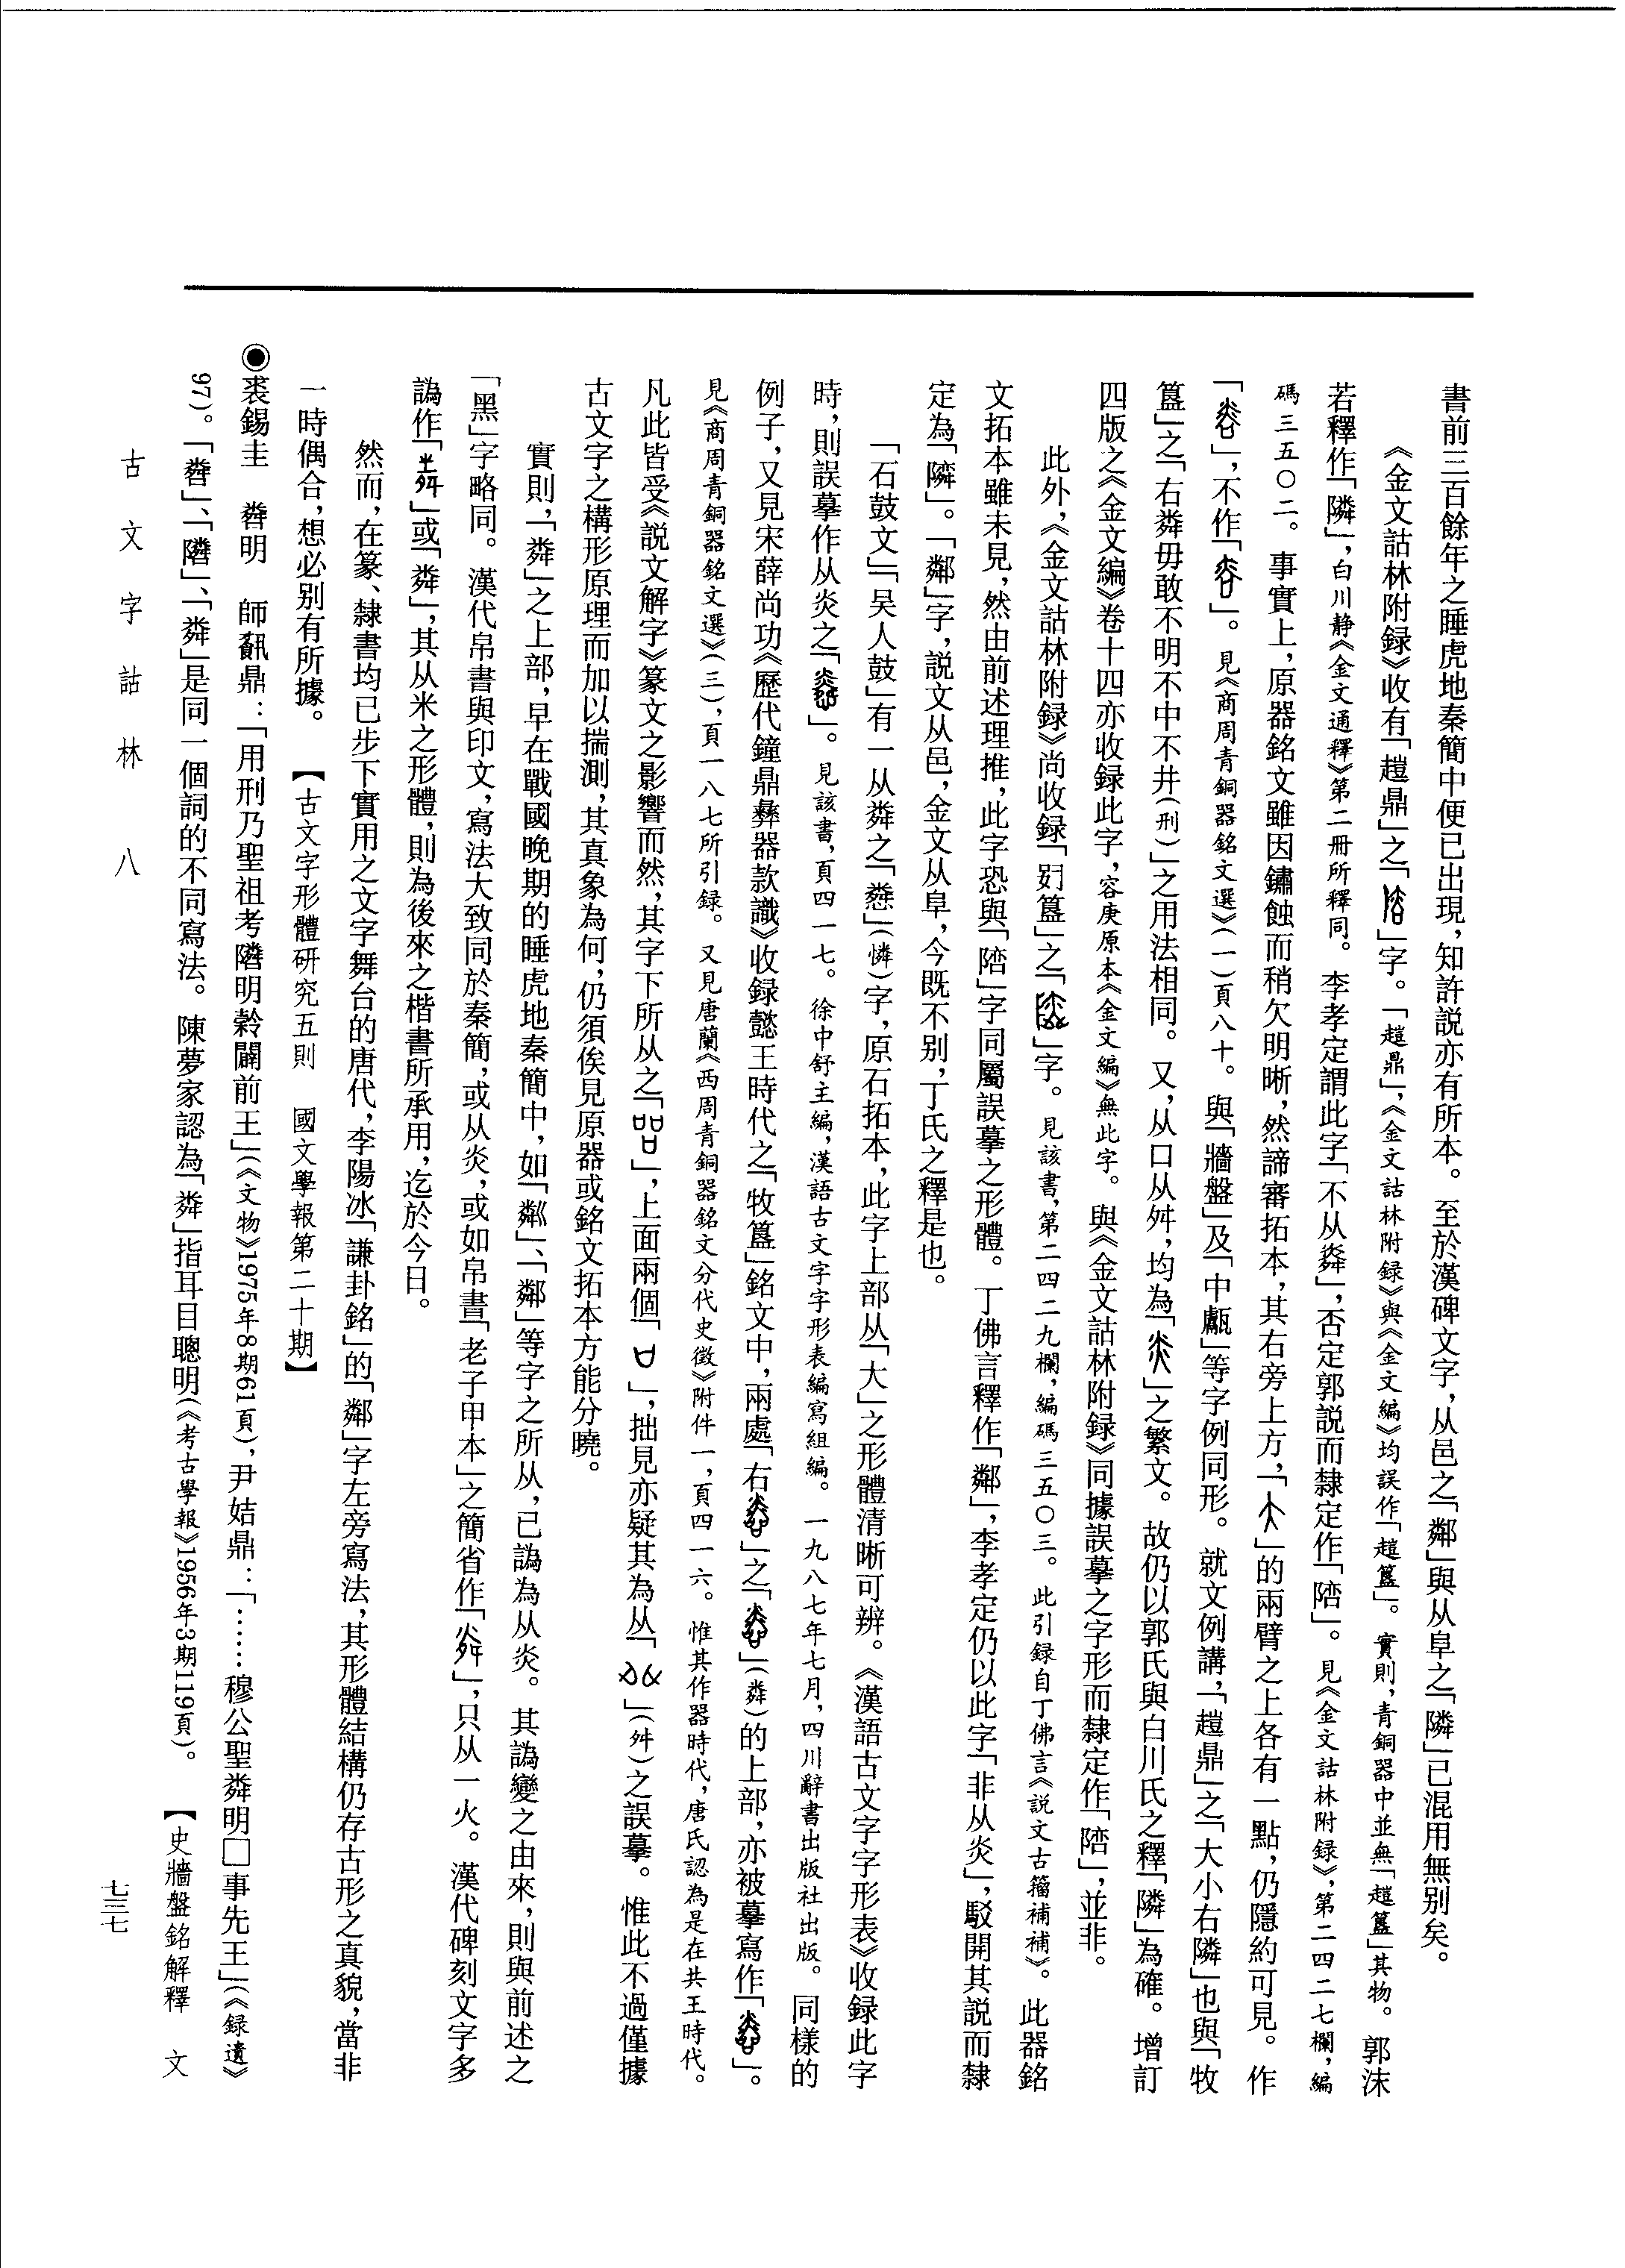 書前三百餘年之睡虎地秦簡中便已出現，知許説亦有所本。至於漢碑文字，从邑之「鄰」與从阜之「隣」已混用無別矣。
《金文詁林附録》收有「趞鼎」之「」字。「趞鼎」，《金文詁林附録》與《金文編》均誤作「趞簋」。實則，青銅器中並無「趞簋」其物。郭沫
若釋作「隣」，白川静《金文通釋》第二冊所釋同。李孝定謂此字「不从粦」，否定郭説而隸定作「」。見《金文詁林附録》，第二四二七欄，編
碼三五〇二。事實上，原器銘文雖因鏽蝕而稍欠明晰，然諦審拓本，其右旁上方，「」的兩臂之上各有一點，仍隱約可見。作
「」，不作「」。見《商周青銅器銘文選》（一）頁八十。與「牆盤」及「中甗」等字例同形。就文例講，「趞鼎」之「大小右隣」也與「牧
簋」之「右粦毋敢不明不中不井（刑）」之用法相同。又，从口从舛，均為「」之繁文。故仍以郭氏與白川氏之釋「隣」為確。增訂
四版之《金文編》卷十四亦收録此字，容庚原本《金文編》無此字。與《金文詁林附録》同據誤摹之字形而隸定作「」，並非。
此外，《金文詁林附録》尚收録「簋」之「」字。見該書，第二四二九欄，編碼三五〇三。此引録自丁佛言《説文古籀補補》。此器銘
文拓本雖未見，然由前述理推，此字恐與「」字同屬誤摹之形體。丁佛言釋作「鄰」，李孝定仍以此字「非从炎」，駁開其説而隸
定為「隣」。「鄰」字，説文从邑，金文从阜，今既不别，丁氏之釋是也。
「石鼓文」「吴人鼓」有一从粦之「」（憐）字，原石拓本，此字上部从「大」之形體清晰可辨。《漢語古文字字形表》收録此字
時，則誤摹作从炎之「」。見該書，頁四一七。徐中舒主編，漢語古文字字形表編寫組編。一九八七年七月，四川辭書出版社出版。同樣的
例子，又見宋薛尚功《歷代鐘鼎彝器款識》收録懿王時代之「牧簋」銘文中，兩處「右」之「」（粦）的上部，亦被摹寫作「」。
見《商周青銅器銘文選》（三），頁一八七所引録。又見唐蘭《西周青銅器銘文分代史徵》附件一，頁四一六。惟其作器時代，唐氏認為是在共王時代。
凡此皆受《説文解字》篆文之影響而然，其字下所从之「」，上面兩個「」，拙見亦疑其為从「」（舛）之誤摹。惟此不過僅據
古文字之構形原理而加以揣測，其真象為何，仍須俟見原器或銘文拓本方能分曉。
實則，「粦」之上部，早在戰國晚期的睡虎地秦簡中，如「粼」、「鄰」等字之所从，已譌為从炎。其譌變之由來，則與前述之
「黑」字略同。漢代帛書與印文，寫法大致同於秦簡，或从炎，或如帛書「老子甲本」之簡省作「」，只从一火。漢代碑刻文字多
譌作「」或「粦」，其从米之形體，則為後來之楷書所承用，迄於今日。
然而，在篆、隸書均已步下實用之文字舞台的唐代，李陽冰「謙卦銘」的「鄰」字左旁寫法，其形體結構仍存古形之真貌，當非
一時偶合，想必别有所據。【古文字形體研究五則　國文學報第二十期】
◉裘錫圭　明　師鼎：「用刑乃聖祖考明闢前王」（《文物》1975年8期61頁），尹姞鼎：「……穆公聖粦明□事先王」（《録遺》
97）。「」、「」、「粦」是同一個詞的不同寫法。陳夢家認為「粦」指耳目聰明（《考古學報》1956年3期119頁）。【史牆盤銘解釋　文
古文字詁林　八
七三七